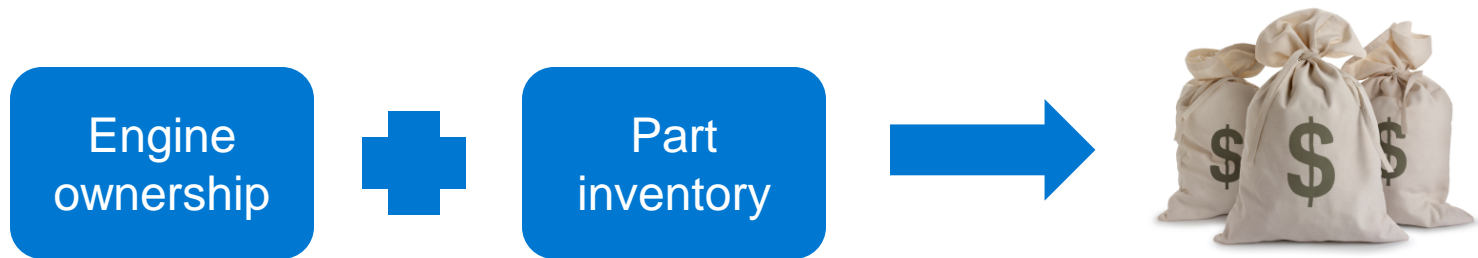 Engine
ownership
Part
inventory
$
$
$